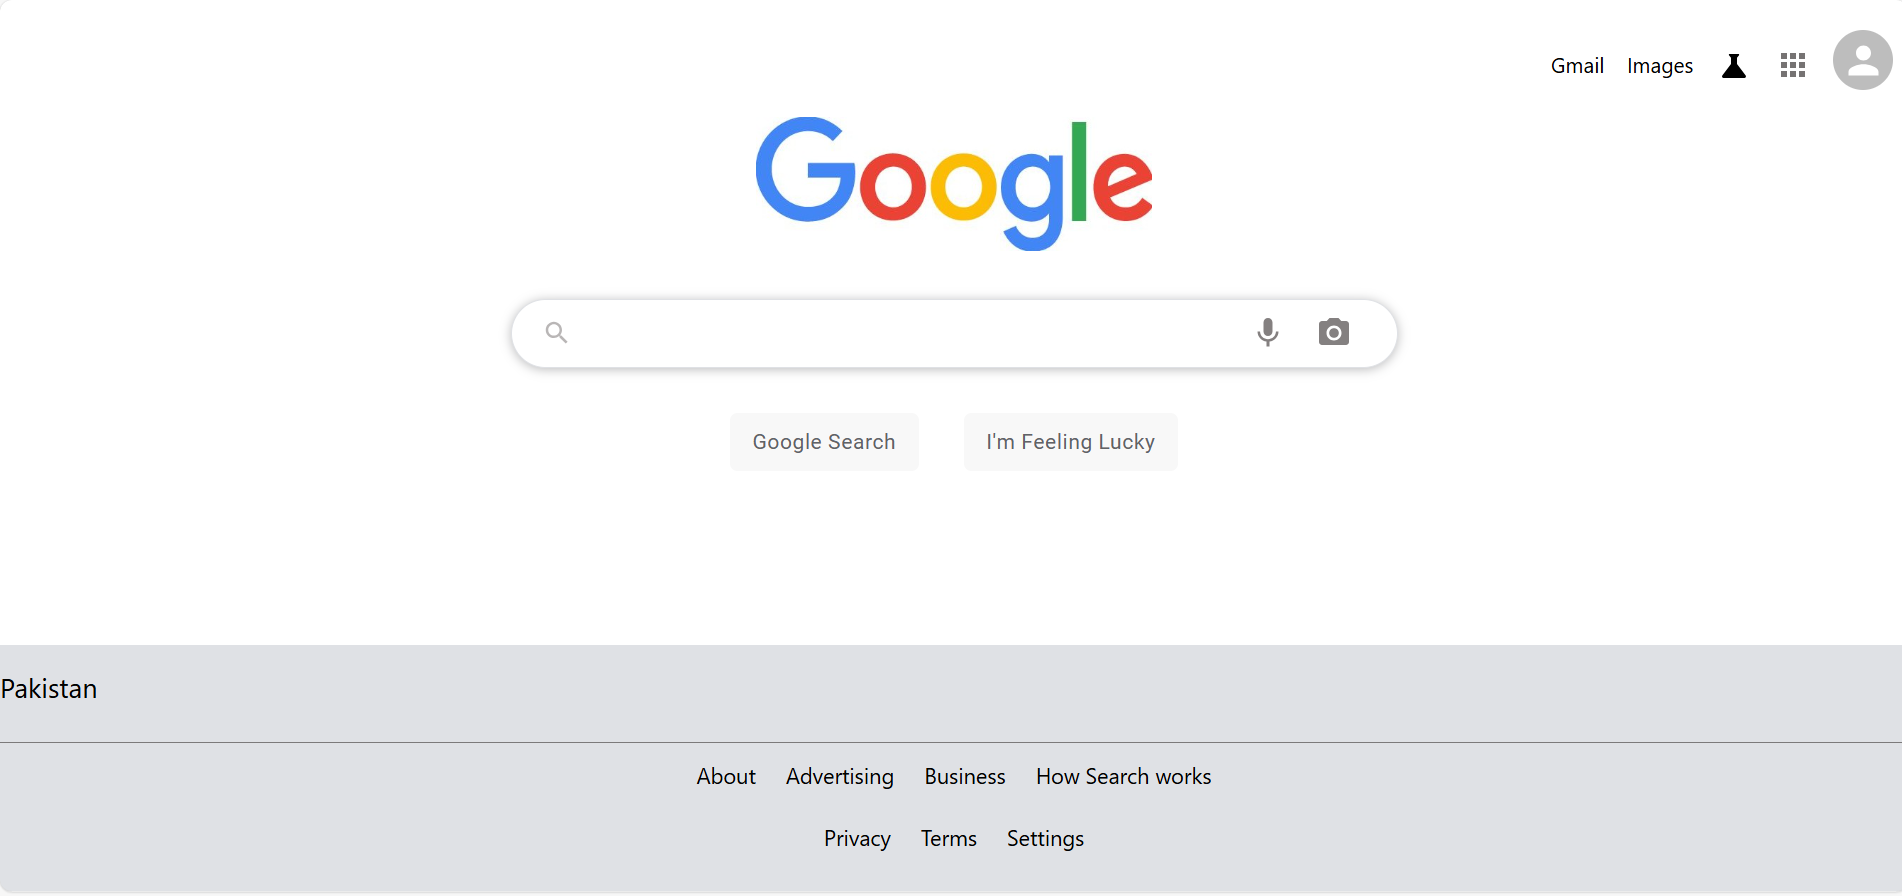 Gmail Images
Google
Google Search I'm Feeling Lucky
Pakistan
About Advertising Business How Search works
Privacy Terms Settings